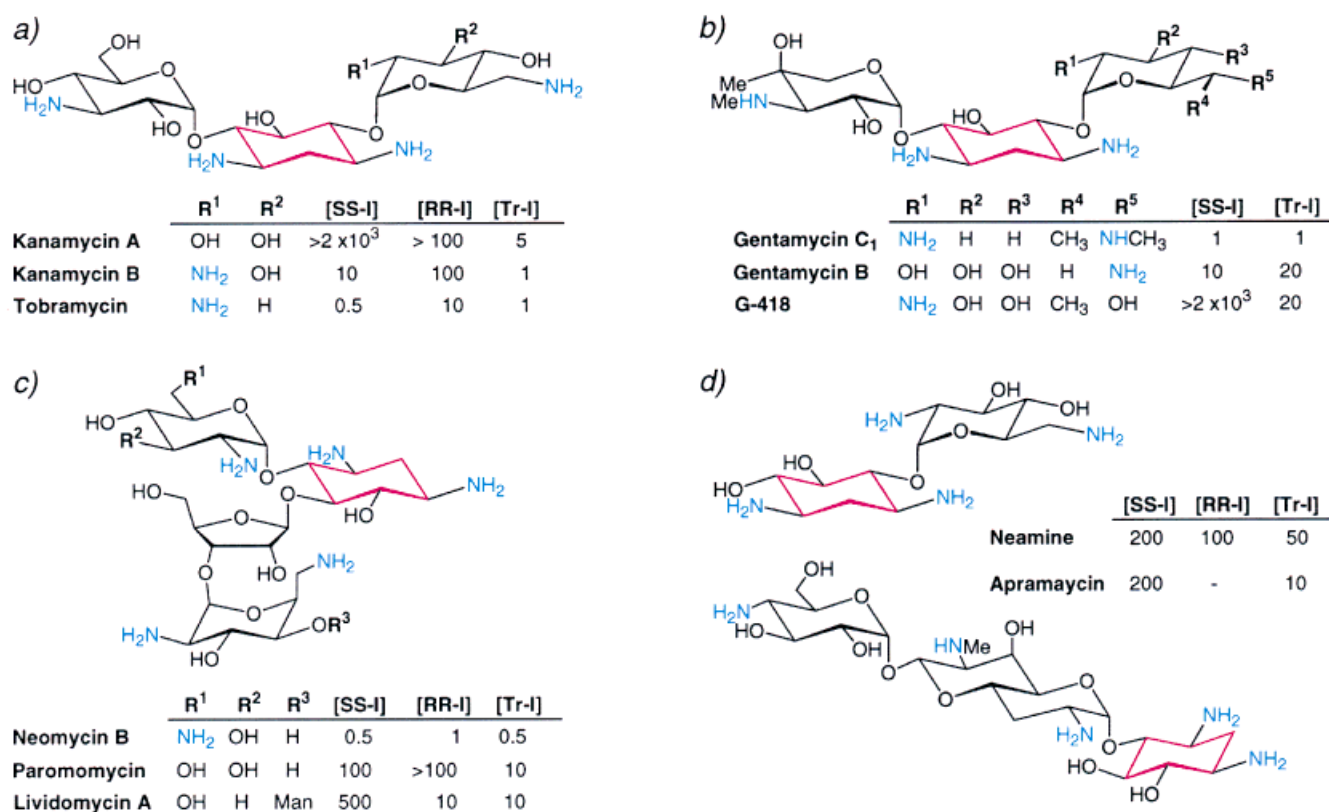 a)
OH
HO
O
H₂N
HO
O
R¹
R²
OH
O
NH₂
HO
O
H₂N
NH₂
R¹ R² [SS-I] [RR-I] [Tr-I]
Kanamycin A OH OH >2 x10³ > 100 5
Kanamycin B NH₂ OH 10 100 1
Tobramycin NH₂ H 0.5 10 1
b)
OH
Me
MeHN
O
HO
O
R¹
R²
R³
R⁵
R⁴
O
HO
O
H₂N
NH₂
R¹ R² R³ R⁴ R⁵ [SS-I] [Tr-I]
Gentamycin C₁ NH₂ H H CH₃ NHCH₃ 1 1
Gentamycin B OH OH OH H NH₂ 10 20
G-418 NH₂ OH OH CH₃ OH >2 x10³ 20
c)
R¹
HO
O
R²
H₂N
O
H₂N
NH₂
HO
O
HO
O
HO
O
NH₂
O
H₂N
HO
OR³
R¹ R² R³ [SS-I] [RR-I] [Tr-I]
Neomycin B NH₂ OH H 0.5 1 0.5
Paromomycin OH OH H 100 >100 10
Lividomycin A OH H Man 500 10 10
d)
HO
H₂N
OH
O
NH₂
HO
O
HO
H₂N
NH₂
[SS-I] [RR-I] [Tr-I]
Neamine 200 100 50
Apramaycin 200 - 10
OH
H₂N
O
HO
OH
O
HNMe
OH
O
O
NH₂
O
NH₂
HO
HO
NH₂